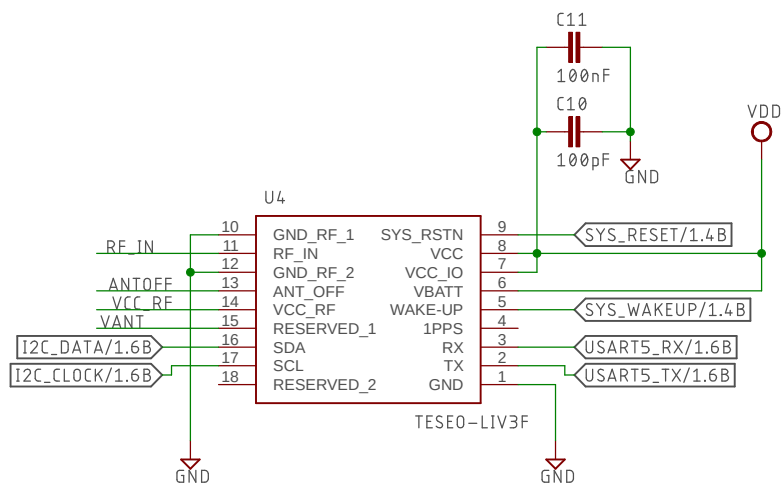 C11
100nF
C10
100pF
VDD
GND
U4
10 GND_RF_1 SYS_RSTN 9 SYS_RESET/1.4B
RF_IN 11 RF_IN VCC 8
12 GND_RF_2 VCC_IO 7
ANTOFF 13 ANT_OFF VBATT 6
VCC_RF 14 VCC_RF WAKE-UP 5 SYS_WAKEUP/1.4B
VANT 15 RESERVED_1 1PPS 4
I2C_DATA/1.6B 16 SDA RX 3 USART5_RX/1.6B
I2C_CLOCK/1.6B 17 SCL TX 2 USART5_TX/1.6B
18 RESERVED_2 GND 1
TESEO-LIV3F
GND GND